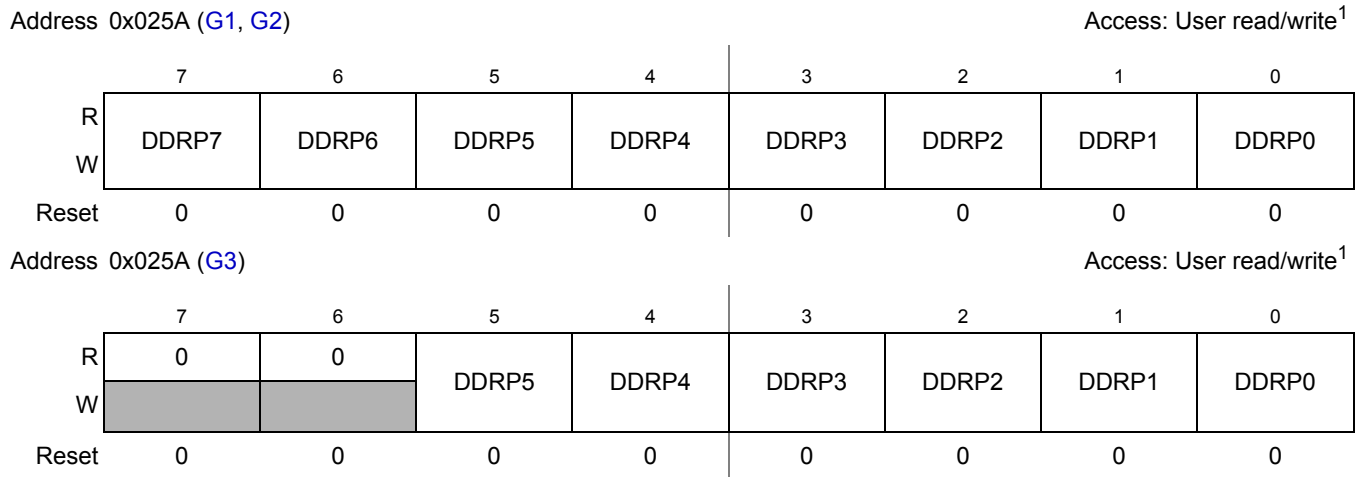 Address 0x025A (G1, G2) Access: User read/write1
7 6 5 4 3 2 1 0
R
DDRP7 DDRP6 DDRP5 DDRP4 DDRP3 DDRP2 DDRP1 DDRP0
W
Reset 0 0 0 0 0 0 0 0
Address 0x025A (G3) Access: User read/write1
7 6 5 4 3 2 1 0
R 0 0
DDRP5 DDRP4 DDRP3 DDRP2 DDRP1 DDRP0
W
Reset 0 0 0 0 0 0 0 0